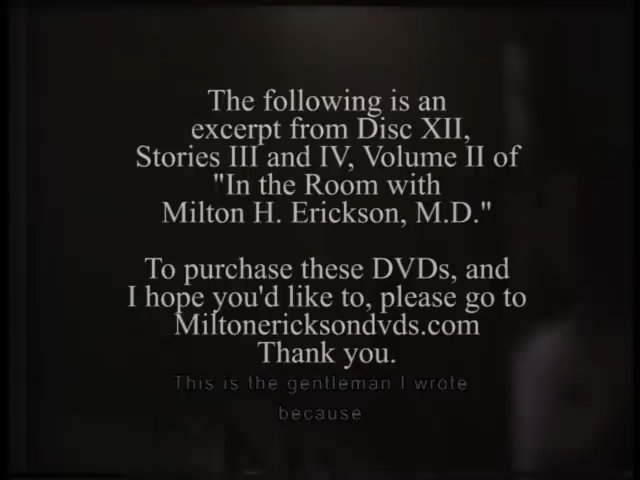 The following is an
excerpt from Disc XII,
Stories III and IV, Volume II of
"In the Room with
Milton H. Erickson, M.D."
To purchase these DVDs, and
I hope you'd like to, please go to
Miltonericksondvds.com
Thank you.
This is the gentleman I wrote
because